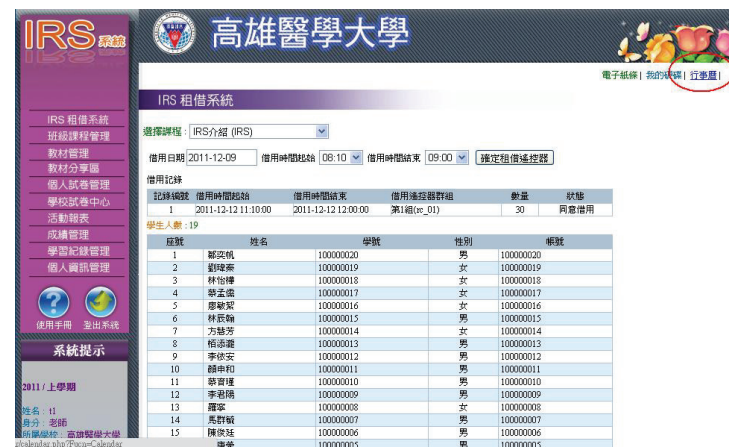 IRS系統
高雄醫學大學
電子紙條| 我的硬碟| 行事曆|
IRS 租借系統
IRS 租借系統
班級課程管理
教材管理
教材分享區
個人試卷管理
學校試卷中心
活動報表
成績管理
學習紀錄管理
個人資訊管理
使用手冊 登出系統
系統提示
2011 / 上學期
姓名：t1
身分：老師
所屬學校：高雄醫學大學
選擇課程： IRS介紹 (IRS)
借用日期 2011-12-09 借用時間起始 08:10 借用時間結束 09:00 確定租借遙控器
借用記錄
記錄編號 借用時間起始 借用時間結束 借用遙控器群組 數量 狀態
1 2011-12-12 11:10:00 2011-12-12 12:00:00 第1組(rc_01) 30 同意借用
學生人數：19
座號 姓名 學號 性別 帳號
1 鄭奕帆 100000020 男 100000020
2 劉瑋秦 100000019 女 100000019
3 林怡樺 100000018 女 100000018
4 蔡孟儒 100000017 女 100000017
5 廖敏絜 100000016 女 100000016
6 林辰翰 100000015 男 100000015
7 方慧芳 100000014 女 100000014
8 100000013 男 100000013
9 李依安 100000012 男 100000012
10 顏申和 100000011 男 100000011
11 100000010 男 100000010
12 李君陽 100000009 男 100000009
13 羅寧 100000008 女 100000008
14 馬群毓 100000007 男 100000007
15 陳俊廷 100000006 男 100000006
100000005 男 100000005
r/calendar.php?Func=Calendar